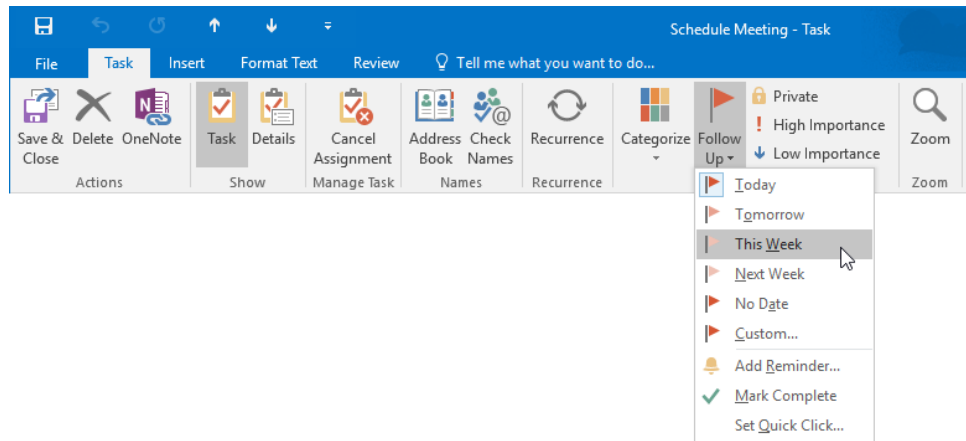 Schedule Meeting - Task
File Task Insert Format Text Review Tell me what you want to do...
Save & Close
Delete
OneNote
Task
Details
Cancel Assignment
Address Book
Check Names
Recurrence
Categorize
Follow Up
Private
High Importance
Low Importance
Zoom
Actions Show Manage Task Names Recurrence Zoom
Today
Tomorrow
This Week
Next Week
No Date
Custom...
Add Reminder...
Mark Complete
Set Quick Click...